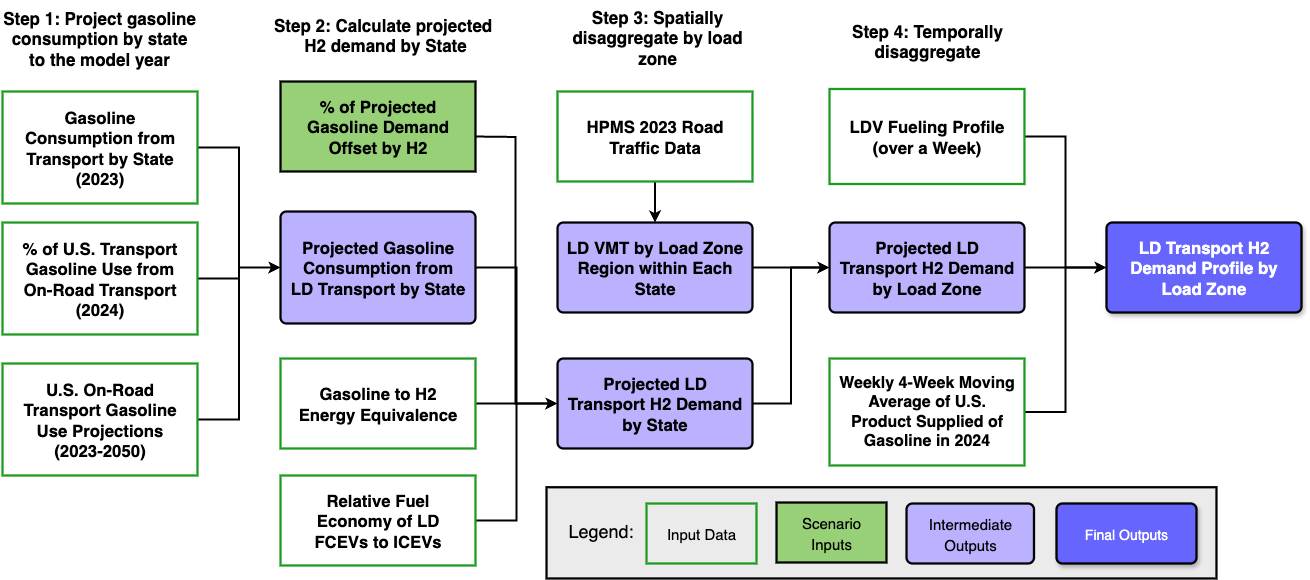 Step 1: Project gasoline
consumption by state
to the model year
Gasoline
Consumption from
Transport by State
(2023)
% of U.S. Transport
Gasoline Use from
On-Road Transport
(2024)
U.S. On-Road
Transport Gasoline
Use Projections
(2023-2050)
Step 2: Calculate projected
H2 demand by State
% of Projected
Gasoline Demand
Offset by H2
Projected Gasoline
Consumption from
LD Transport by State
Gasoline to H2
Energy Equivalence
Relative Fuel
Economy of LD
FCEVs to ICEVs
Step 3: Spatially
disaggregate by load
zone
HPMS 2023 Road
Traffic Data
LD VMT by Load Zone
Region within Each
State
Projected LD
Transport H2 Demand
by State
Step 4: Temporally
disaggregate
LDV Fueling Profile
(over a Week)
Projected LD
Transport H2 Demand
by Load Zone
Weekly 4-Week Moving
Average of U.S.
Product Supplied of
Gasoline in 2024
LD Transport H2
Demand Profile by
Load Zone
Legend:
Input Data
Scenario
Inputs
Intermediate
Outputs
Final Outputs